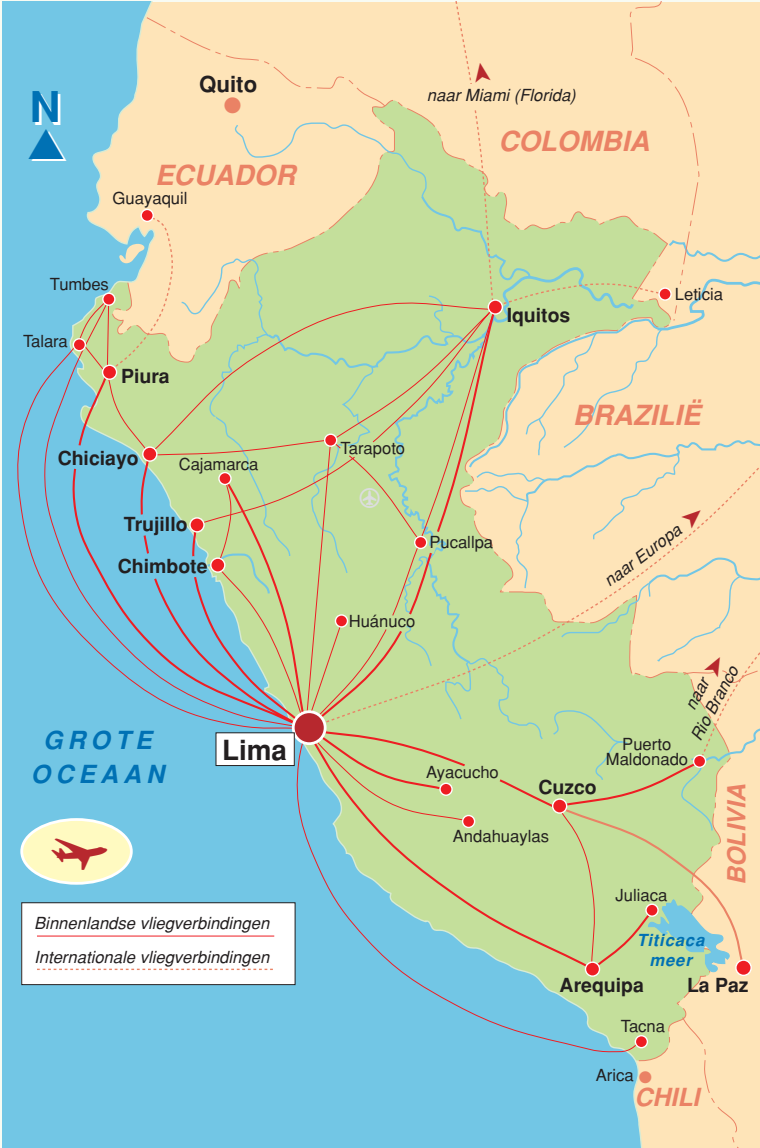 naar Miami (Florida)
Quito
N
COLOMBIA
ECUADOR
Guayaquil
Tumbes
Leticia
Iquitos
Talara
Piura
BRAZILIË
Chiciayo
Tarapoto
Cajamarca
Trujillo
Pucallpa
Chimbote
naar Europa
Huánuco
naar
Rio Branco
Lima
GROTE
OCEAAN
Puerto
Maldonado
Ayacucho
Cuzco
Andahuaylas
BOLIVIA
Juliaca
Binnenlandse vliegverbindingen
Internationale vliegverbindingen
Titicaca
meer
Arequipa
La Paz
Tacna
Arica
CHILI